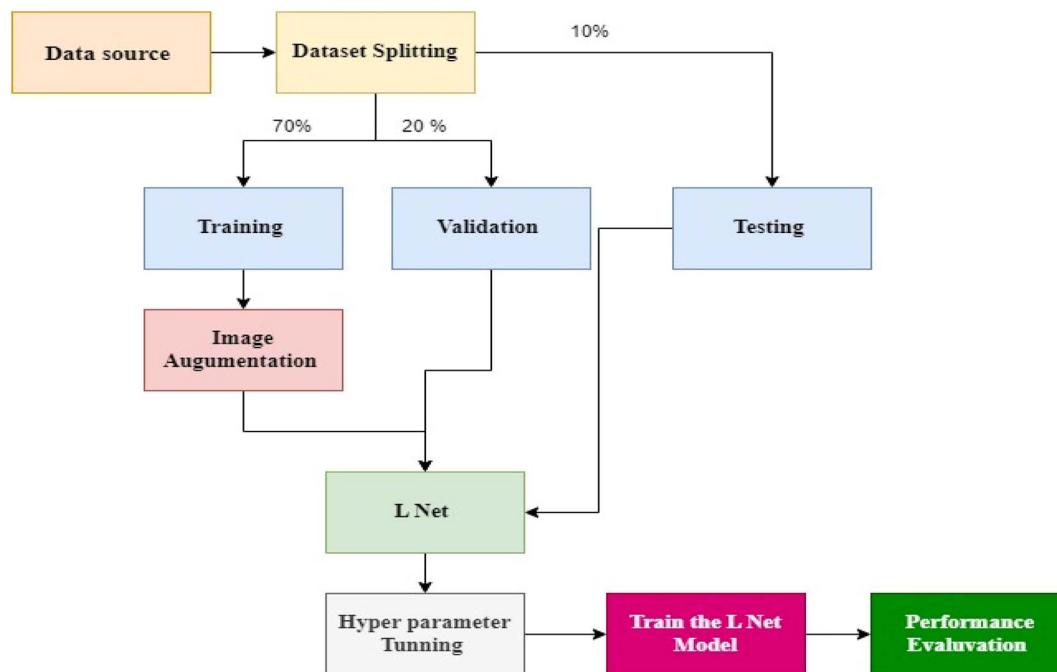 Data source
Dataset Splitting
10%
70%
20 %
Training
Validation
Testing
Image
Augumentation
L Net
Hyper parameter
Tunning
Train the L Net
Model
Performance
Evaluvation